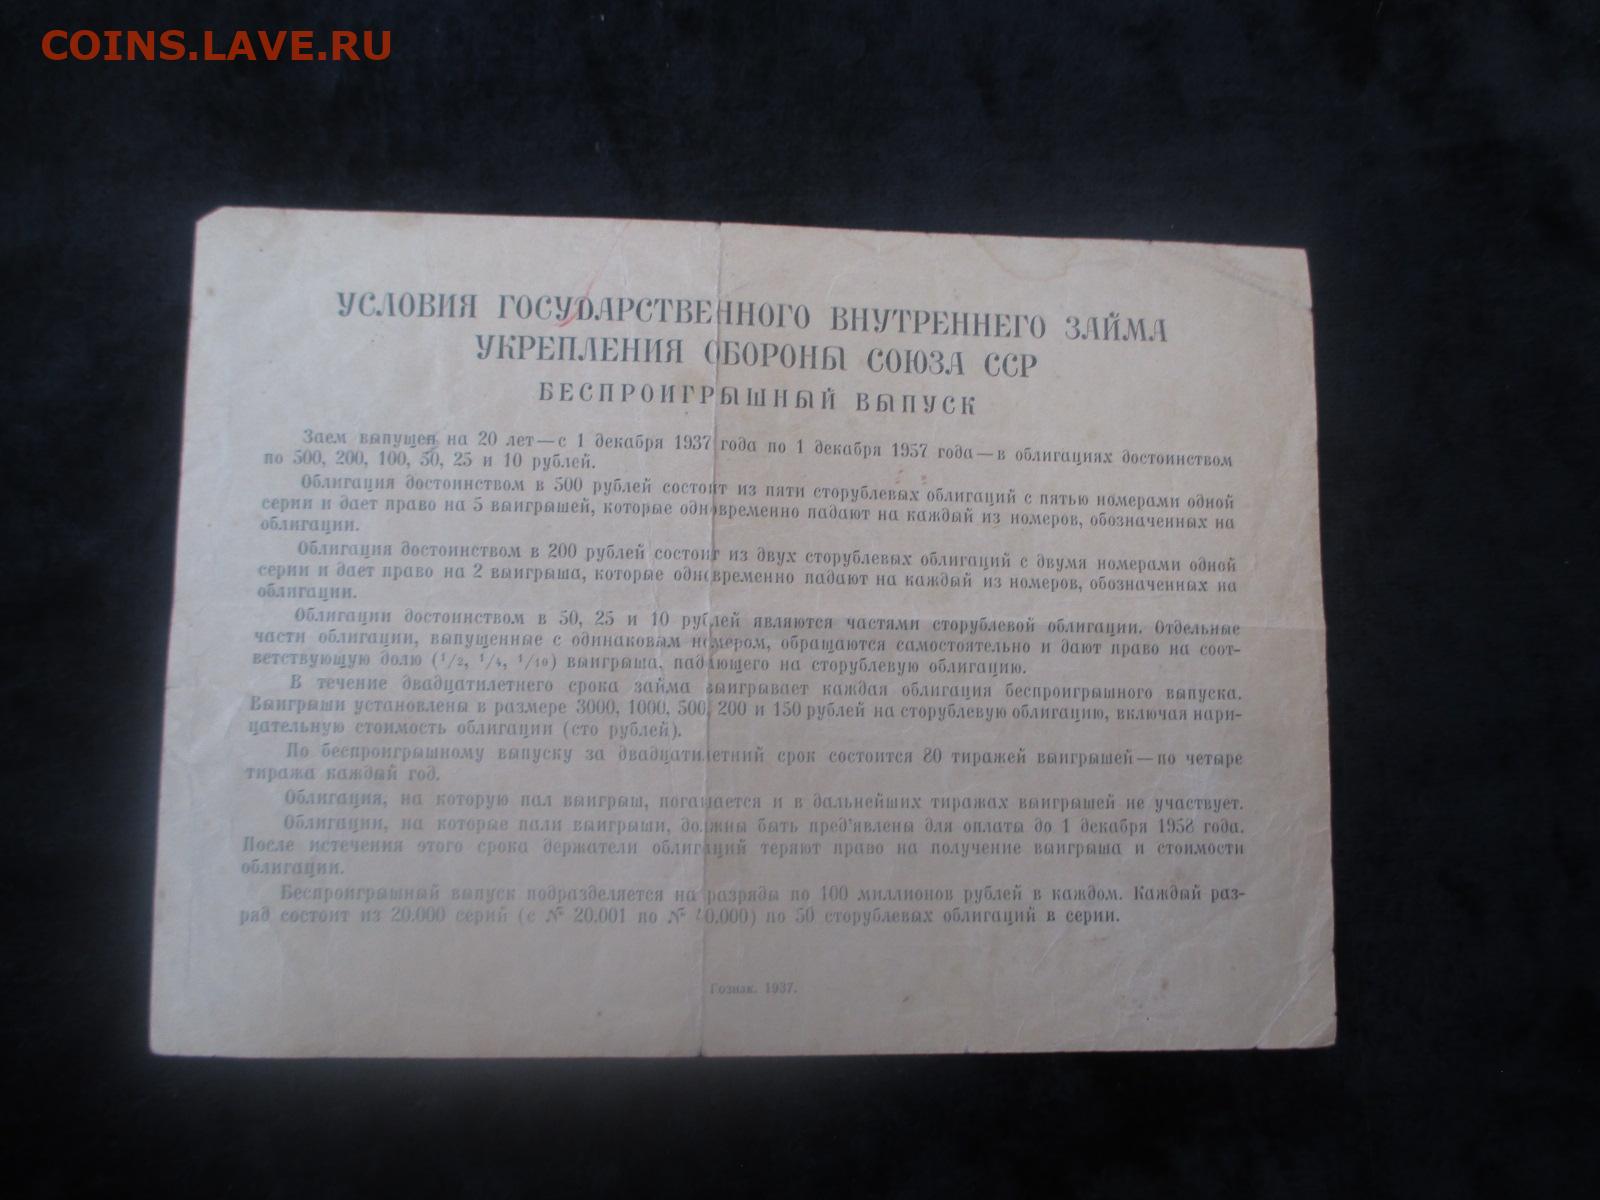 COINS.LAVE.RU
УСЛОВИЯ ГОСУДАРСТВЕННОГО ВНУТРЕННЕГО ЗАЙМА
УКРЕПЛЕНИЯ ОБОРОНЫ СОЮЗА ССР
БЕСПРОИГРЫШНЫЙ ВЫПУСК
Заем выпущен на 20 лет — с 1 декабря 1937 года по 1 декабря 1957 года — в облигациях достоинством
по 500, 200, 100, 50, 25 и 10 рублей.
Облигация достоинством в 500 рублей состоит из пяти сторублевых облигаций с пятью номерами одной
серии и дает право на 5 выигрышей, которые одновременно падают на каждый из номеров, обозначенных на
облигации.
Облигация достоинством в 200 рублей состоит из двух сторублевых облигаций с двумя номерами одной
серии и дает право на 2 выигрыша, которые одновременно падают на каждый из номеров, обозначенных на
облигации.
Облигации достоинством в 50, 25 и 10 рублей являются частями сторублевой облигации. Отдельные
части облигации, выпущенные с одинаковым номером, обращаются самостоятельно и дают право на соот-
ветствующую долю (1/2, 1/4, 1/10) выигрыша, падающего на сторублевую облигацию.
В течение двадцатилетнего срока займа выигрывает каждая облигация беспроигрышного выпуска.
Выигрыши установлены в размере 3000, 1000, 500, 200 и 150 рублей на сторублевую облигацию, включая нари-
цательную стоимость облигации (сто рублей).
По беспроигрышному выпуску за двадцатилетний срок состоится 80 тиражей выигрышей — по четыре
тиража каждый год.
Облигация, на которую пал выигрыш, погашается и в дальнейших тиражах выигрышей не участвует.
Облигации, на которые пали выигрыши, должны быть пред'явлены для оплаты до 1 декабря 1958 года.
После истечения этого срока держатели облигаций теряют право на получение выигрыша и стоимости
облигации.
Беспроигрышный выпуск подразделяется на разряды по 100 миллионов рублей в каждом. Каждый раз-
ряд состоит из 20.000 серий (с № 20.001 по № 40.000) по 50 сторублевых облигаций в серии.
Гознак. 1937.